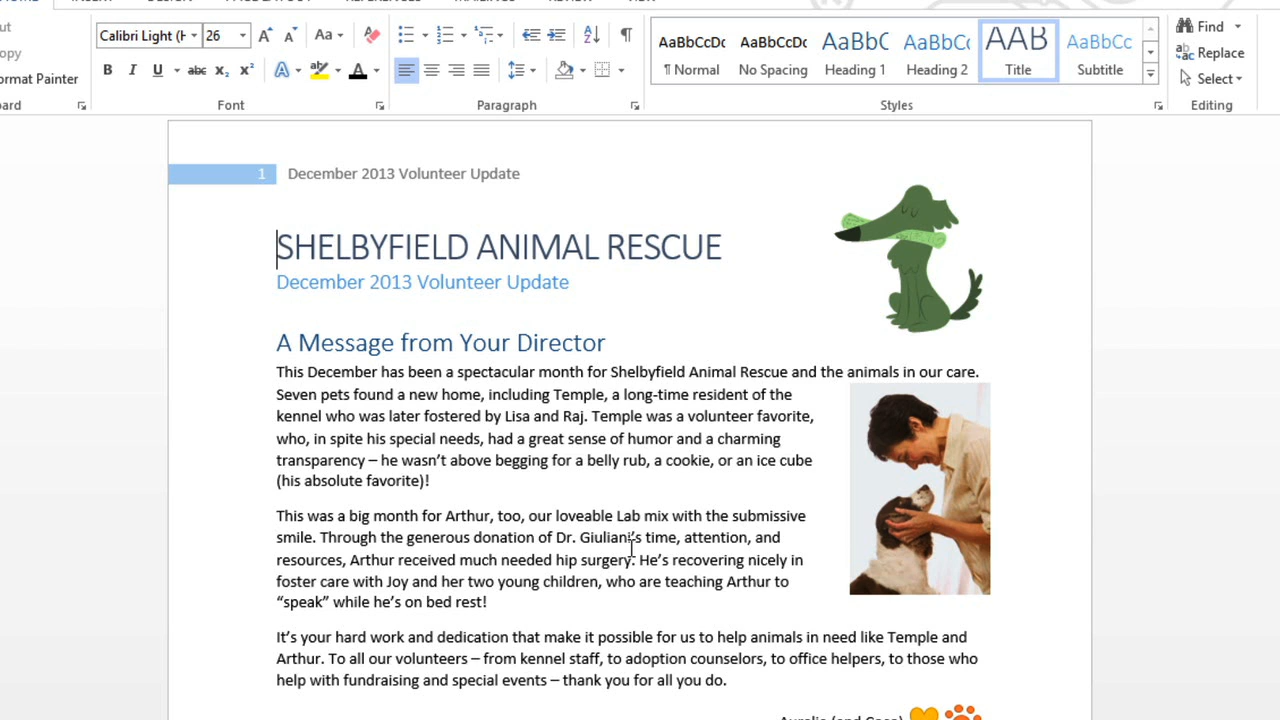 Calibri Light (H 26 Aa
Find
Replace
Select
ut
opy
ormat Painter
B I U abc X₂ X² A A
AaBbCcDc AaBbCcDc AaBbC AaBbCc AAB AaBbCc
¶ Normal No Spacing Heading 1 Heading 2 Title Subtitle
oard Font Paragraph Styles Editing
1 December 2013 Volunteer Update
SHELBYFIELD ANIMAL RESCUE
December 2013 Volunteer Update
A Message from Your Director
This December has been a spectacular month for Shelbyfield Animal Rescue and the animals in our care.
Seven pets found a new home, including Temple, a long-time resident of the
kennel who was later fostered by Lisa and Raj. Temple was a volunteer favorite,
who, in spite his special needs, had a great sense of humor and a charming
transparency – he wasn’t above begging for a belly rub, a cookie, or an ice cube
(his absolute favorite)!
This was a big month for Arthur, too, our loveable Lab mix with the submissive
smile. Through the generous donation of Dr. Giuliani’s time, attention, and
resources, Arthur received much needed hip surgery. He’s recovering nicely in
foster care with Joy and her two young children, who are teaching Arthur to
“speak” while he’s on bed rest!
It’s your hard work and dedication that make it possible for us to help animals in need like Temple and
Arthur. To all our volunteers – from kennel staff, to adoption counselors, to office helpers, to those who
help with fundraising and special events – thank you for all you do.